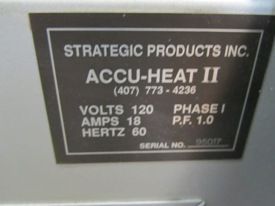 STRATEGIC PRODUCTS INC.
ACCU-HEAT II
(407) 773 - 4236
VOLTS 120 PHASE I
AMPS 18 P.F. 1.0
HERTZ 60
SERIAL NO.